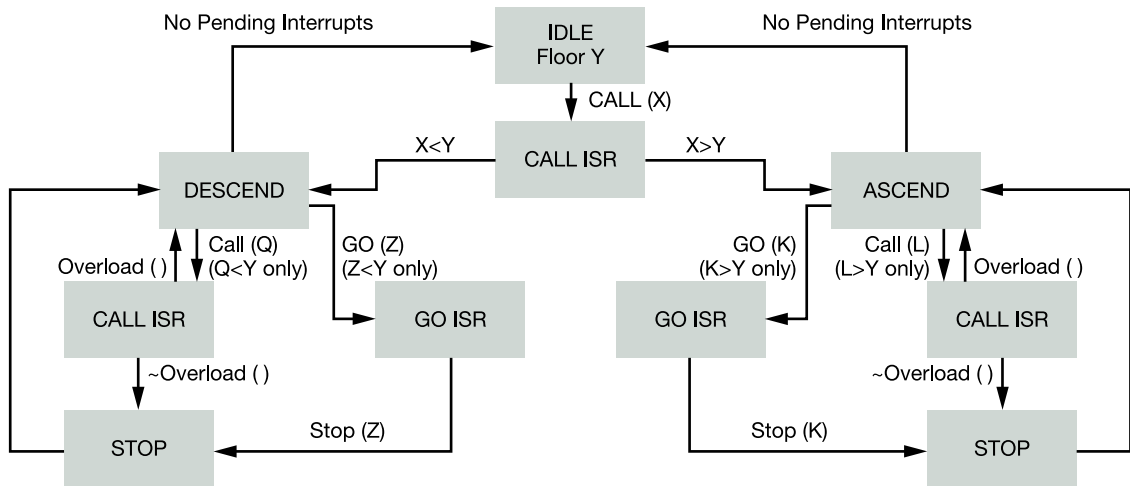 No Pending Interrupts
IDLE
Floor Y
No Pending Interrupts
CALL (X)
X<Y
CALL ISR
X>Y
DESCEND
ASCEND
Overload ( )
Call (Q)
(Q<Y only)
GO (Z)
(Z<Y only)
GO (K)
(K>Y only)
Call (L)
(L>Y only)
Overload ( )
CALL ISR
GO ISR
GO ISR
CALL ISR
~Overload ( )
~Overload ( )
STOP
Stop (Z)
Stop (K)
STOP